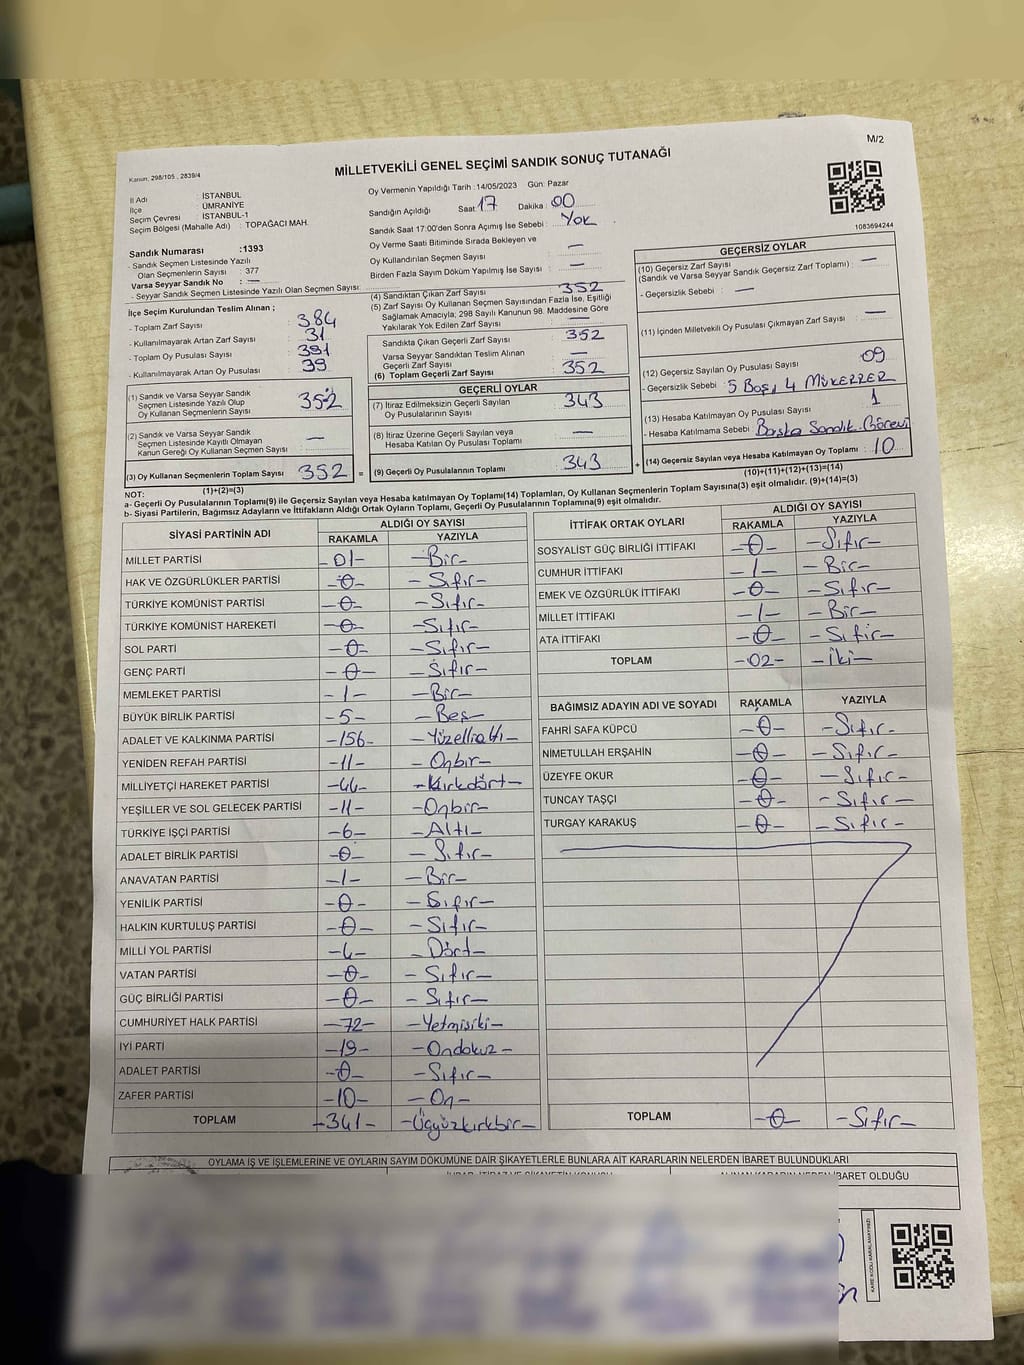 M/2
Kanun, 298/105 , 2839/4
MİLLETVEKİLİ GENEL SEÇİMİ SANDIK SONUÇ TUTANAĞI
İl Adı : İSTANBUL
İlçe : ÜMRANİYE
Seçim Çevresi : İSTANBUL-1
Seçim Bölgesi (Mahalle Adı) : TOPAĞACI MAH.
Sandık Numarası :1393
- Sandık Seçmen Listesinde Yazılı
Olan Seçmenlerin Sayısı : 377
Varsa Seyyar Sandık No : —
- Seyyar Sandık Seçmen Listesinde Yazılı Olan Seçmen Sayısı:
Oy Vermenin Yapıldığı Tarih :14/05/2023 Gün: Pazar
Sandığın Açıldığı Saat 17 Dakika : 00
Sandık Saat 17:00'den Sonra Açımış İse Sebebi : Yok
Oy Verme Saati Bitiminde Sırada Bekleyen ve
Oy Kullandırılan Seçmen Sayısı : —
Birden Fazla Sayım Döküm Yapılmış İse Sayısı : —
1083694244
İlçe Seçim Kurulundan Teslim Alınan ;
- Toplam Zarf Sayısı : 384
- Kullanılmayarak Artan Zarf Sayısı : 31
- Toplam Oy Pusulası Sayısı : 391
- Kullanılmayarak Artan Oy Pusulası : 39
(1) Sandık ve Varsa Seyyar Sandık
Seçmen Listesinde Yazılı Olup
Oy Kullanan Seçmenlerin Sayısı : 352
(2) Sandık ve Varsa Seyyar Sandık
Seçmen Listesinde Kayıtlı Olmayan
Kanun Gereği Oy Kullanan Seçmen Sayısı : —
(3) Oy Kullanan Seçmenlerin Toplam Sayısı : 352
(1)+(2)=(3)
(4) Sandıktan Çıkan Zarf Sayısı : 352
(5) Zarf Sayısı Oy Kullanan Seçmen Sayısından Fazla İse, Eşitliği
Sağlamak Amacıyla; 298 Sayılı Kanunun 98. Maddesine Göre
Yakılarak Yok Edilen Zarf Sayısı : —
Sandıkta Çıkan Geçerli Zarf Sayısı : 352
Varsa Seyyar Sandıktan Teslim Alınan
Geçerli Zarf Sayısı : —
(6) Toplam Geçerli Zarf Sayısı : 352
GEÇERLİ OYLAR
(7) İtiraz Edilmeksizin Geçerli Sayılan
Oy Pusulalarının Sayısı : 343
(8) İtiraz Üzerine Geçerli Sayılan veya
Hesaba Katılan Oy Pusulası Toplamı : —
= (9) Geçerli Oy Pusulalarının Toplamı : 343
GEÇERSİZ OYLAR
(10) Geçersiz Zarf Sayısı
(Sandık ve Varsa Seyyar Sandık Geçersiz Zarf Toplamı) : —
- Geçersizlik Sebebi : —
(11) İçinden Milletvekili Oy Pusulası Çıkmayan Zarf Sayısı : —
(12) Geçersiz Sayılan Oy Pusulası Sayısı : 09
- Geçersizlik Sebebi : 5 Boş, 4 MÜKERRER
(13) Hesaba Katılmayan Oy Pusulası Sayısı : 1
- Hesaba Katılmama Sebebi : Başka Sandık Görevi
+ (14) Geçersiz Sayılan veya Hesaba Katılmayan Oy Toplamı : 10
(10)+(11)+(12)+(13)=(14)
NOT:
a- Geçerli Oy Pusulalarının Toplamı(9) ile Geçersiz Sayılan veya Hesaba katılmayan Oy Toplamı(14) Toplamları, Oy Kullanan Seçmenlerin Toplam Sayısına(3) eşit olmalıdır. (9)+(14)=(3)
b- Siyasi Partilerin, Bağımsız Adayların ve İttifakların Aldığı Ortak Oyların Toplamı, Geçerli Oy Pusulalarının Toplamına(9) eşit olmalıdır.
SİYASİ PARTİNİN ADI ALDIĞI OY SAYISI
RAKAMLA YAZIYLA
MİLLET PARTİSİ -01- -Bir-
HAK VE ÖZGÜRLÜKLER PARTİSİ -0- -Sıfır-
TÜRKİYE KOMÜNİST PARTİSİ -0- -Sıfır-
TÜRKİYE KOMÜNİST HAREKETİ -0- -Sıfır-
SOL PARTİ -0- -Sıfır-
GENÇ PARTİ -0- -Sıfır-
MEMLEKET PARTİSİ -1- -Bir-
BÜYÜK BİRLİK PARTİSİ -5- -Beş-
ADALET VE KALKINMA PARTİSİ -156- -Yüzellialtı-
YENİDEN REFAH PARTİSİ -11- -Onbir-
MİLLİYETÇİ HAREKET PARTİSİ -44- -Kırkdört-
YEŞİLLER VE SOL GELECEK PARTİSİ -11- -Onbir-
TÜRKİYE İŞÇİ PARTİSİ -6- -Altı-
ADALET BİRLİK PARTİSİ -0- -Sıfır-
ANAVATAN PARTİSİ -1- -Bir-
YENİLİK PARTİSİ -0- -Sıfır-
HALKIN KURTULUŞ PARTİSİ -0- -Sıfır-
MİLLİ YOL PARTİSİ -4- -Dört-
VATAN PARTİSİ -0- -Sıfır-
GÜÇ BİRLİĞİ PARTİSİ -0- -Sıfır-
CUMHURİYET HALK PARTİSİ -72- -Yetmişiki-
İYİ PARTİ -19- -Ondokuz-
ADALET PARTİSİ -0- -Sıfır-
ZAFER PARTİSİ -10- -On-
TOPLAM -341- -Üçyüzkırkbir-
İTTİFAK ORTAK OYLARI ALDIĞI OY SAYISI
RAKAMLA YAZIYLA
SOSYALİST GÜÇ BİRLİĞİ İTTİFAKI -0- -Sıfır-
CUMHUR İTTİFAKI -1- -Bir-
EMEK VE ÖZGÜRLÜK İTTİFAKI -0- -Sıfır-
MİLLET İTTİFAKI -1- -Bir-
ATA İTTİFAKI -0- -Sıfır-
TOPLAM -02- -İki-
BAĞIMSIZ ADAYIN ADI VE SOYADI RAKAMLA YAZIYLA
FAHRİ SAFA KÜPCÜ -0- -Sıfır-
NİMETULLAH ERŞAHİN -0- -Sıfır-
ÜZEYFE OKUR -0- -Sıfır-
TUNCAY TAŞÇI -0- -Sıfır-
TURGAY KARAKUŞ -0- -Sıfır-
TOPLAM -0- -Sıfır-
OYLAMA İŞ VE İŞLEMLERİNE VE OYLARIN SAYIM DÖKÜMÜNE DAİR ŞİKAYETLERLE BUNLARA AİT KARARLARIN NELERDEN İBARET BULUNDUKLARI
İBARET OLDUĞU
KARE KODU KARALAMAYINIZ!